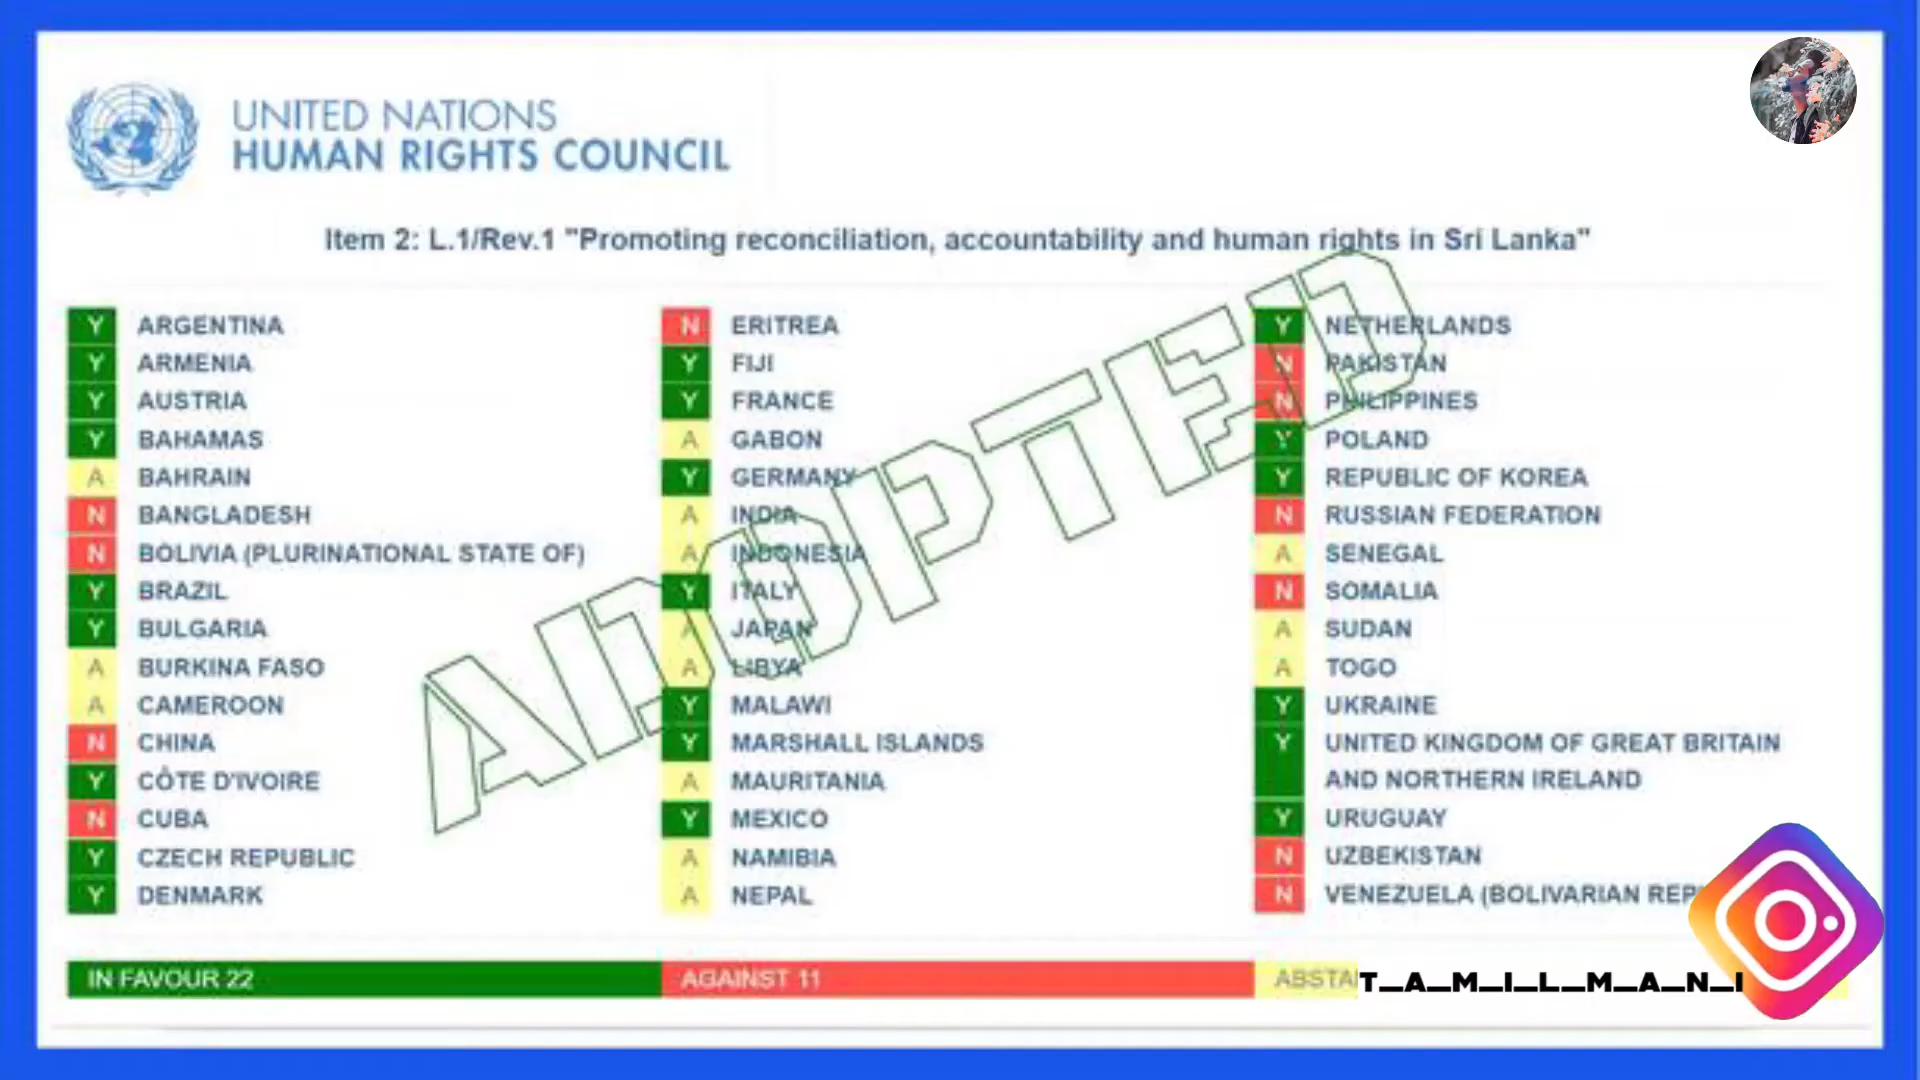 UNITED NATIONS
HUMAN RIGHTS COUNCIL
Item 2: L.1/Rev.1 "Promoting reconciliation, accountability and human rights in Sri Lanka"
Y ARGENTINA
Y ARMENIA
Y AUSTRIA
Y BAHAMAS
A BAHRAIN
N BANGLADESH
N BOLIVIA (PLURINATIONAL STATE OF)
Y BRAZIL
Y BULGARIA
A BURKINA FASO
A CAMEROON
N CHINA
Y CÔTE D'IVOIRE
N CUBA
Y CZECH REPUBLIC
Y DENMARK
N ERITREA
Y FIJI
Y FRANCE
A GABON
Y GERMANY
A INDIA
A INDONESIA
Y ITALY
A JAPAN
A LIBYA
Y MALAWI
Y MARSHALL ISLANDS
A MAURITANIA
Y MEXICO
A NAMIBIA
A NEPAL
Y NETHERLANDS
N PAKISTAN
N PHILIPPINES
Y POLAND
Y REPUBLIC OF KOREA
N RUSSIAN FEDERATION
A SENEGAL
N SOMALIA
A SUDAN
A TOGO
Y UKRAINE
Y UNITED KINGDOM OF GREAT BRITAIN
AND NORTHERN IRELAND
Y URUGUAY
N UZBEKISTAN
N VENEZUELA (BOLIVARIAN
ADOPTED
IN FAVOUR 22
AGAINST 11
T_A_M_I_L_M_A_N_I